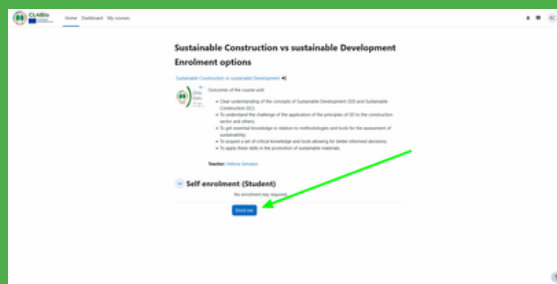 CLABio
Home Dashboard My courses
Sustainable Construction vs sustainable Development
Enrolment options
Sustainable Construction vs sustainable Development
Outcomes of the course unit:
Clear understanding of the concepts of Sustainable Development (SD) and Sustainable
Construction (SC);
To understand the challenge of the application of the principles of SD to the construction
sector and others;
To get essential knowledge in relation to methodologies and tools for the assessment of
sustainability;
To acquire a set of critical knowledge and tools allowing for better informed decisions;
To apply these skills in the promotion of sustainable materials.
Teacher: Helena Gervasio
Self enrolment (Student)
No enrolment key required.
Enrol me